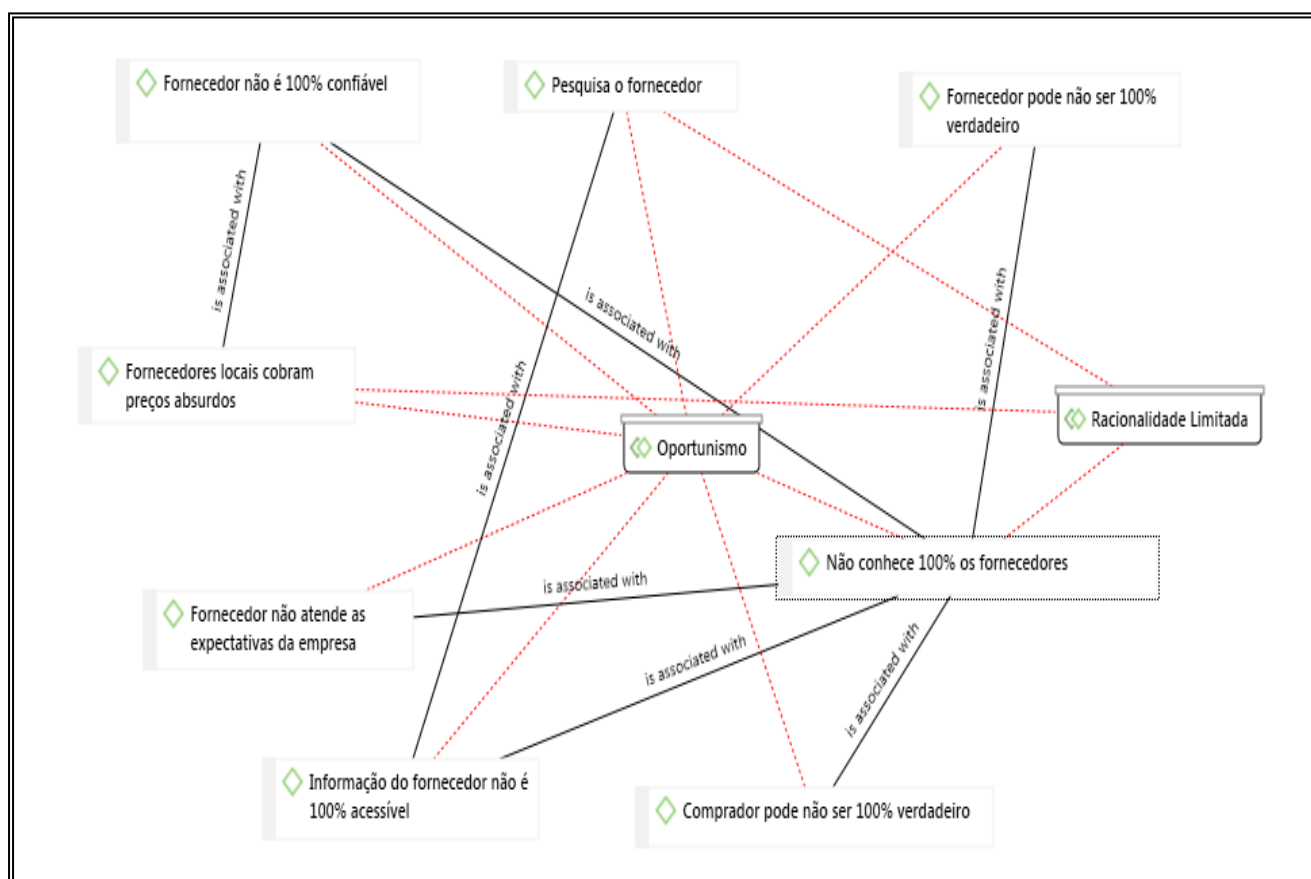 Fornecedor não é 100% confiável
Pesquisa o fornecedor
Fornecedor pode não ser 100%
verdadeiro
is associated with
is associated with
is associated with
is associated with
Fornecedores locais cobram
preços absurdos
Oportunismo
Racionalidade Limitada
Não conhece 100% os fornecedores
is associated with
Fornecedor não atende as
expectativas da empresa
is associated with
is associated with
Informação do fornecedor não é
100% acessível
Comprador pode não ser 100% verdadeiro